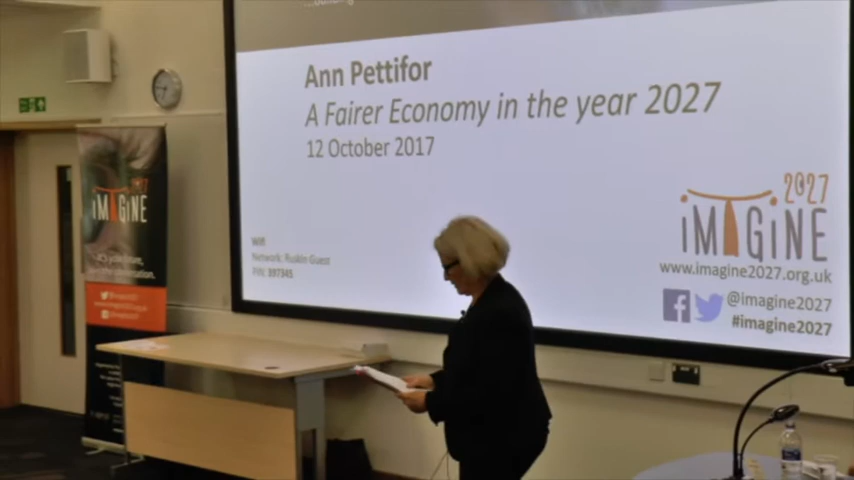 Ann Pettifor
A Fairer Economy in the year 2027
12 October 2017
Wifi
Network: Ruskin-Guest
PIN: 397345
2027
iMAGiNE
www.imagine2027.org.uk
@imagine2027
#imagine2027
2027
iMAGiNE